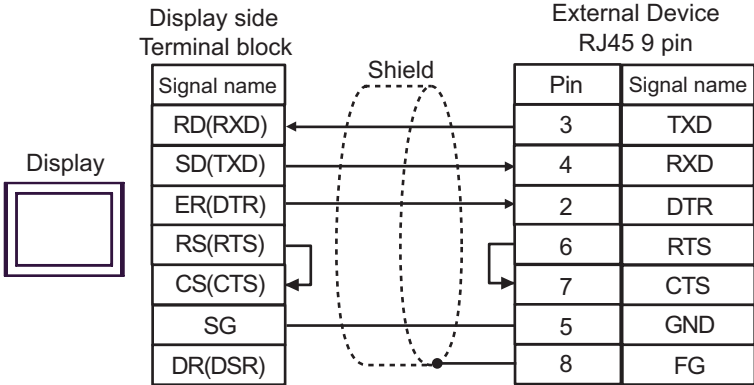 Display side
Terminal block
External Device
RJ45 9 pin
Shield
Display
Signal name
Pin
Signal name
RD(RXD)
3
TXD
SD(TXD)
4
RXD
ER(DTR)
2
DTR
RS(RTS)
6
RTS
CS(CTS)
7
CTS
SG
5
GND
DR(DSR)
8
FG